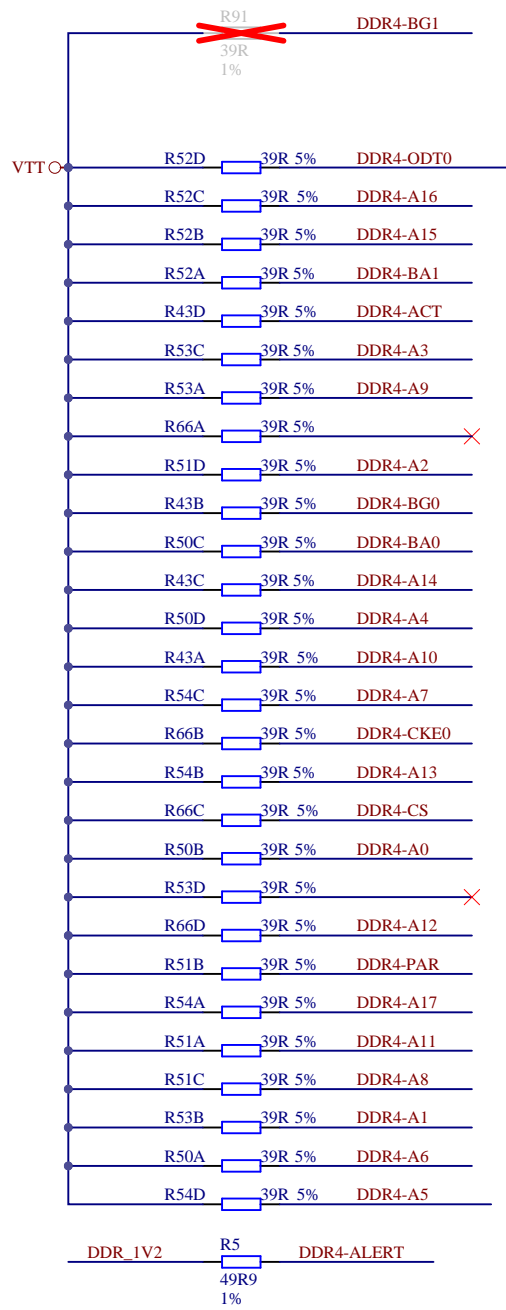 R91
DDR4-BG1
39R
1%
VTT
R52D 39R 5% DDR4-ODT0
R52C 39R 5% DDR4-A16
R52B 39R 5% DDR4-A15
R52A 39R 5% DDR4-BA1
R43D 39R 5% DDR4-ACT
R53C 39R 5% DDR4-A3
R53A 39R 5% DDR4-A9
R66A 39R 5%
R51D 39R 5% DDR4-A2
R43B 39R 5% DDR4-BG0
R50C 39R 5% DDR4-BA0
R43C 39R 5% DDR4-A14
R50D 39R 5% DDR4-A4
R43A 39R 5% DDR4-A10
R54C 39R 5% DDR4-A7
R66B 39R 5% DDR4-CKE0
R54B 39R 5% DDR4-A13
R66C 39R 5% DDR4-CS
R50B 39R 5% DDR4-A0
R53D 39R 5%
R66D 39R 5% DDR4-A12
R51B 39R 5% DDR4-PAR
R54A 39R 5% DDR4-A17
R51A 39R 5% DDR4-A11
R51C 39R 5% DDR4-A8
R53B 39R 5% DDR4-A1
R50A 39R 5% DDR4-A6
R54D 39R 5% DDR4-A5
DDR_1V2 R5 DDR4-ALERT
49R9
1%